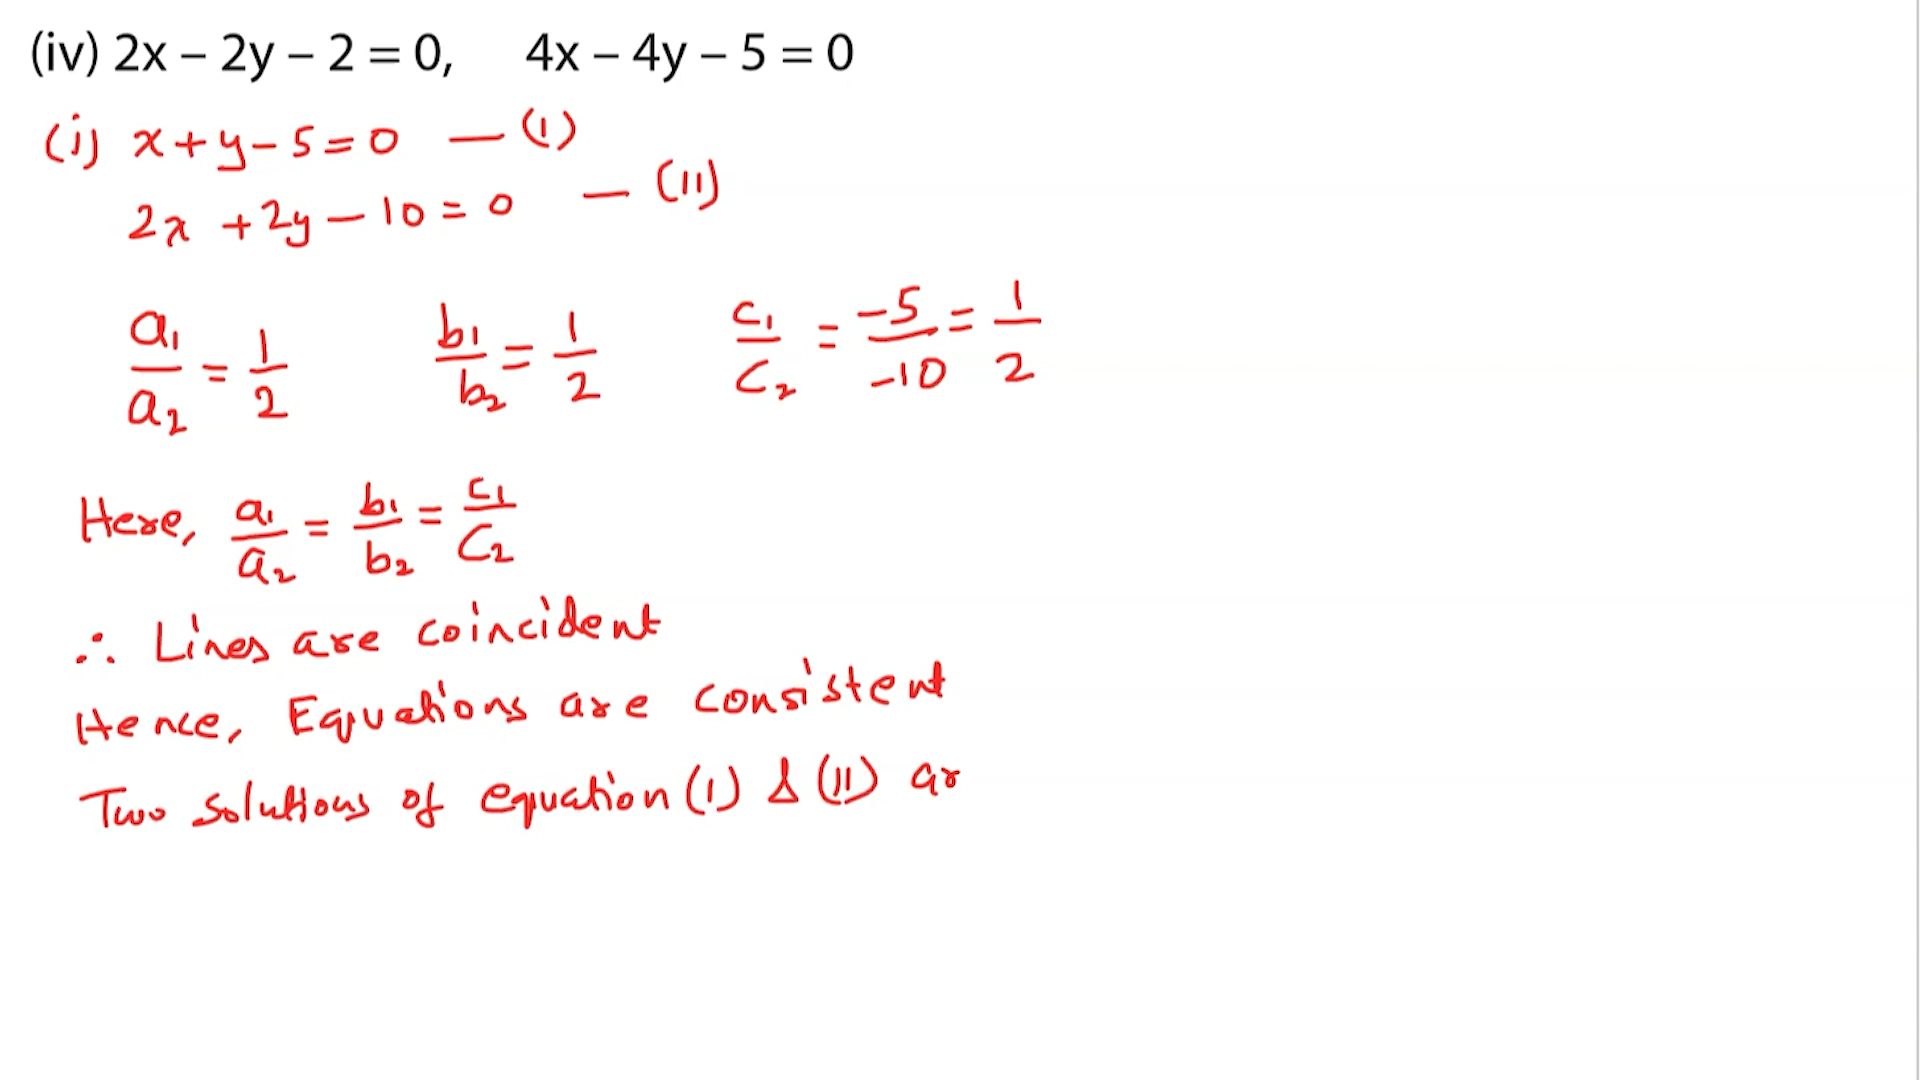 (iv) 2x – 2y – 2 = 0, 4x – 4y – 5 = 0
(i) x + y - 5 = 0 — (I)
2x + 2y - 10 = 0 — (II)
a₁/a₂ = 1/2 b₁/b₂ = 1/2 c₁/c₂ = -5/-10 = 1/2
Here, a₁/a₂ = b₁/b₂ = c₁/c₂
∴ Lines are coincident
Hence, Equations are consistent
Two solutions of equation (I) & (II) ar